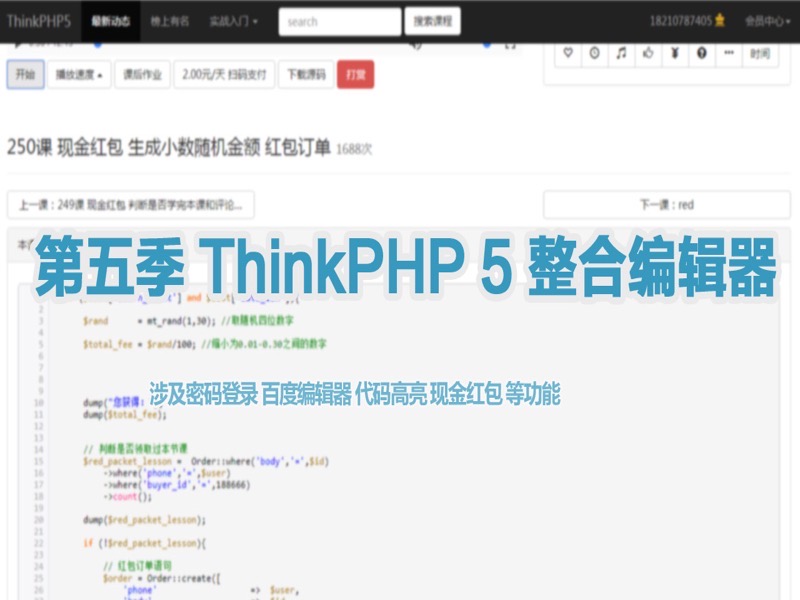 ThinkPHP5 最新动态 榜上有名 实战入门 search 搜索课程 18210787405 会员中心
开始 播放速度 课后作业 2.00元/天 扫码支付 下载源码 打赏 时间
250课 现金红包 生成小数随机金额 红包订单 1688次
上一课：249课 现金红包 判断是否学完本课和评论... 下一课：red
第五季 ThinkPHP 5 整合编辑器
2
3 $rand = mt_rand(1,30); //取随机四位数字
4
5 $total_fee = $rand/100; //缩小为0.01-0.30之间的数字
6
7
8
9
涉及密码登录 百度编辑器 代码高亮 现金红包 等功能
10 dump("您获得：
11 dump($total_fee);
12
13
14 // 判断是否领取过本节课
15 $red_packet_lesson = Order::where('body','=',$id)
16 ->where('phone','=',$user)
17 ->where('buyer_id','=',188666)
18 ->count();
19
20 dump($red_packet_lesson);
21
22 if (!$red_packet_lesson){
23
24 // 红包订单语句
25 $order = Order::create([
26 'phone' => $user,